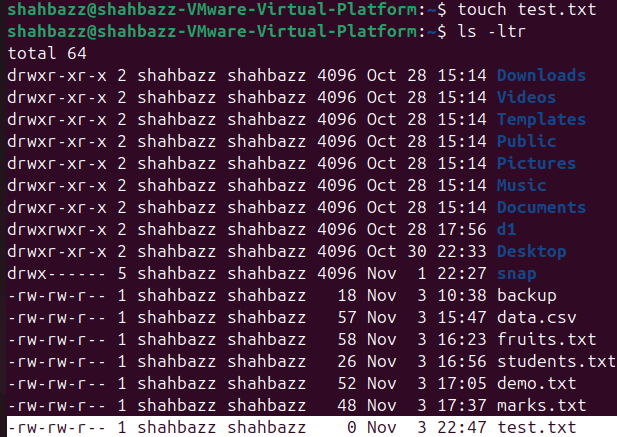 shahbazz@shahbazz-VMware-Virtual-Platform:~$ touch test.txt
shahbazz@shahbazz-VMware-Virtual-Platform:~$ ls -ltr
total 64
drwxr-xr-x 2 shahbazz shahbazz 4096 Oct 28 15:14 Downloads
drwxr-xr-x 2 shahbazz shahbazz 4096 Oct 28 15:14 Videos
drwxr-xr-x 2 shahbazz shahbazz 4096 Oct 28 15:14 Templates
drwxr-xr-x 2 shahbazz shahbazz 4096 Oct 28 15:14 Public
drwxr-xr-x 2 shahbazz shahbazz 4096 Oct 28 15:14 Pictures
drwxr-xr-x 2 shahbazz shahbazz 4096 Oct 28 15:14 Music
drwxr-xr-x 2 shahbazz shahbazz 4096 Oct 28 15:14 Documents
drwxrwxr-x 2 shahbazz shahbazz 4096 Oct 28 17:56 d1
drwxr-xr-x 2 shahbazz shahbazz 4096 Oct 30 22:33 Desktop
drwx------ 5 shahbazz shahbazz 4096 Nov  1 22:27 snap
-rw-rw-r-- 1 shahbazz shahbazz   18 Nov  3 10:38 backup
-rw-rw-r-- 1 shahbazz shahbazz   57 Nov  3 15:47 data.csv
-rw-rw-r-- 1 shahbazz shahbazz   58 Nov  3 16:23 fruits.txt
-rw-rw-r-- 1 shahbazz shahbazz   26 Nov  3 16:56 students.txt
-rw-rw-r-- 1 shahbazz shahbazz   52 Nov  3 17:05 demo.txt
-rw-rw-r-- 1 shahbazz shahbazz   48 Nov  3 17:37 marks.txt
-rw-rw-r-- 1 shahbazz shahbazz    0 Nov  3 22:47 test.txt